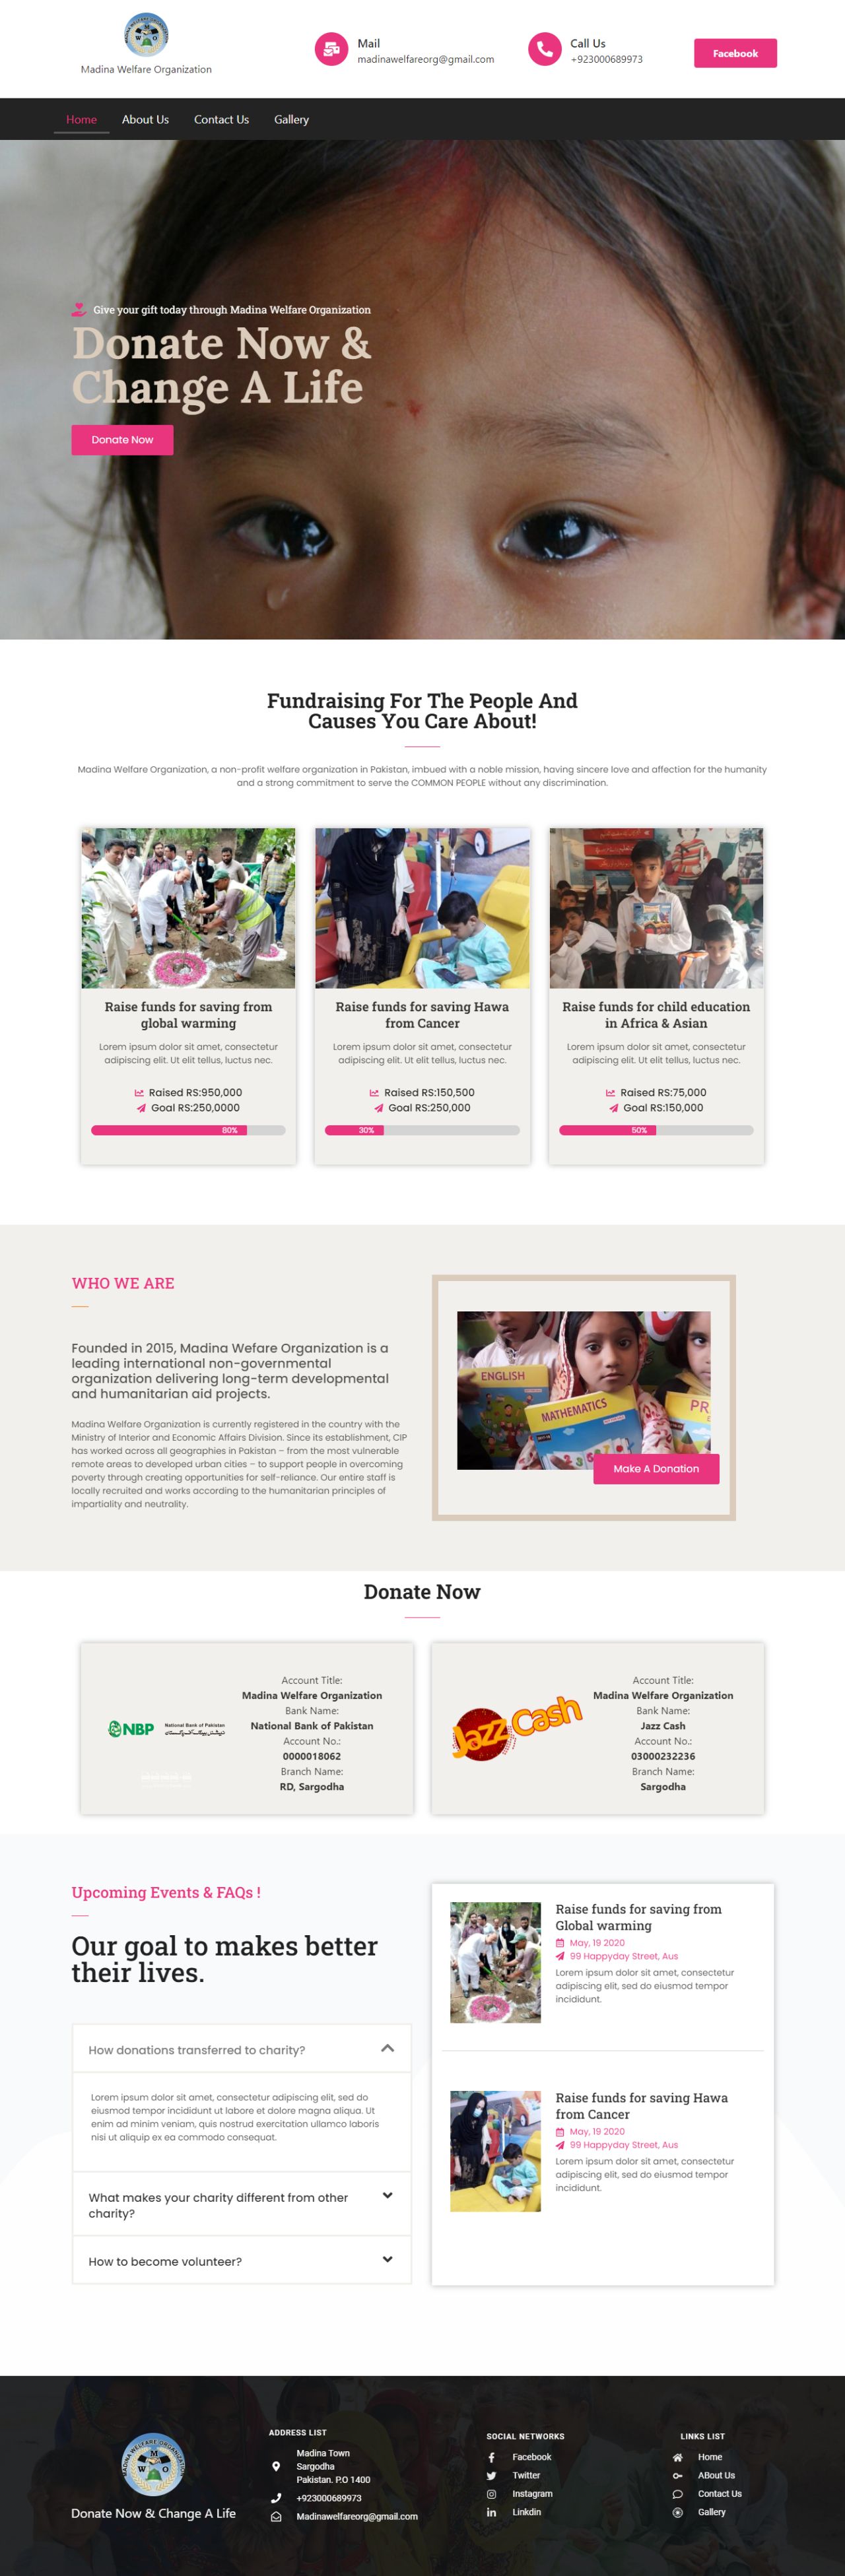 Madina Welfare Organization
Mail
madinawelfareorg@gmail.com
Call Us
+923000689973
Facebook
Home
About Us
Contact Us
Gallery
Give your gift today through Madina Welfare Organization
Donate Now &
Change A Life
Donate Now
Fundraising For The People And
Causes You Care About!
Madina Welfare Organization, a non-profit welfare organization in Pakistan, imbued with a noble mission, having sincere love and affection for the humanity
and a strong commitment to serve the COMMON PEOPLE without any discrimination.
Raise funds for saving from
global warming
Lorem ipsum dolor sit amet, consectetur
adipiscing elit. Ut elit tellus, luctus nec.
Raised RS:950,000
Goal RS:250,0000
80%
Raise funds for saving Hawa
from Cancer
Lorem ipsum dolor sit amet, consectetur
adipiscing elit. Ut elit tellus, luctus nec.
Raised RS:150,500
Goal RS:250,000
30%
Raise funds for child education
in Africa & Asian
Lorem ipsum dolor sit amet, consectetur
adipiscing elit. Ut elit tellus, luctus nec.
Raised RS:75,000
Goal RS:150,000
50%
WHO WE ARE
Founded in 2015, Madina Wefare Organization is a
leading international non-governmental
organization delivering long-term developmental
and humanitarian aid projects.
Madina Welfare Organization is currently registered in the country with the
Ministry of Interior and Economic Affairs Division. Since its establishment, CIP
has worked across all geographies in Pakistan – from the most vulnerable
remote areas to developed urban cities – to support people in overcoming
poverty through creating opportunities for self-reliance. Our entire staff is
locally recruited and works according to the humanitarian principles of
impartiality and neutrality.
ENGLISH
MATHEMATICS
PR
Make A Donation
Donate Now
NBP
National Bank of Pakistan
Account Title:
Madina Welfare Organization
Bank Name:
National Bank of Pakistan
Account No.:
0000018062
Branch Name:
RD, Sargodha
Jazz Cash
Account Title:
Madina Welfare Organization
Bank Name:
Jazz Cash
Account No.:
03000232236
Branch Name:
Sargodha
Upcoming Events & FAQs !
Our goal to makes better
their lives.
How donations transferred to charity?
Lorem ipsum dolor sit amet, consectetur adipiscing elit, sed do
eiusmod tempor incididunt ut labore et dolore magna aliqua. Ut
enim ad minim veniam, quis nostrud exercitation ullamco laboris
nisi ut aliquip ex ea commodo consequat.
What makes your charity different from other
charity?
How to become volunteer?
Raise funds for saving from
Global warming
May, 19 2020
99 Happyday Street, Aus
Lorem ipsum dolor sit amet, consectetur
adipiscing elit, sed do eiusmod tempor
incididunt.
Raise funds for saving Hawa
from Cancer
May, 19 2020
99 Happyday Street, Aus
Lorem ipsum dolor sit amet, consectetur
adipiscing elit, sed do eiusmod tempor
incididunt.
MADINA WELFARE ORGANIZATION
M
W O
Donate Now & Change A Life
ADDRESS LIST
Madina Town
Sargodha
Pakistan. P.O 1400
+923000689973
Madinawelfareorg@gmail.com
SOCIAL NETWORKS
Facebook
Twitter
Instagram
Linkdin
LINKS LIST
Home
ABout Us
Contact Us
Gallery